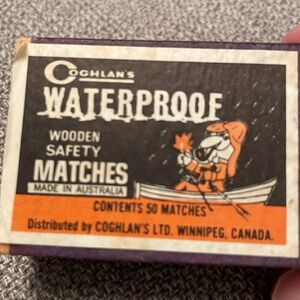 COGHLAN'S
WATERPROOF
WOODEN
SAFETY
MATCHES
MADE IN AUSTRALIA
CONTENTS 50 MATCHES
Distributed by COGHLAN'S LTD. WINNIPEG, CANADA.